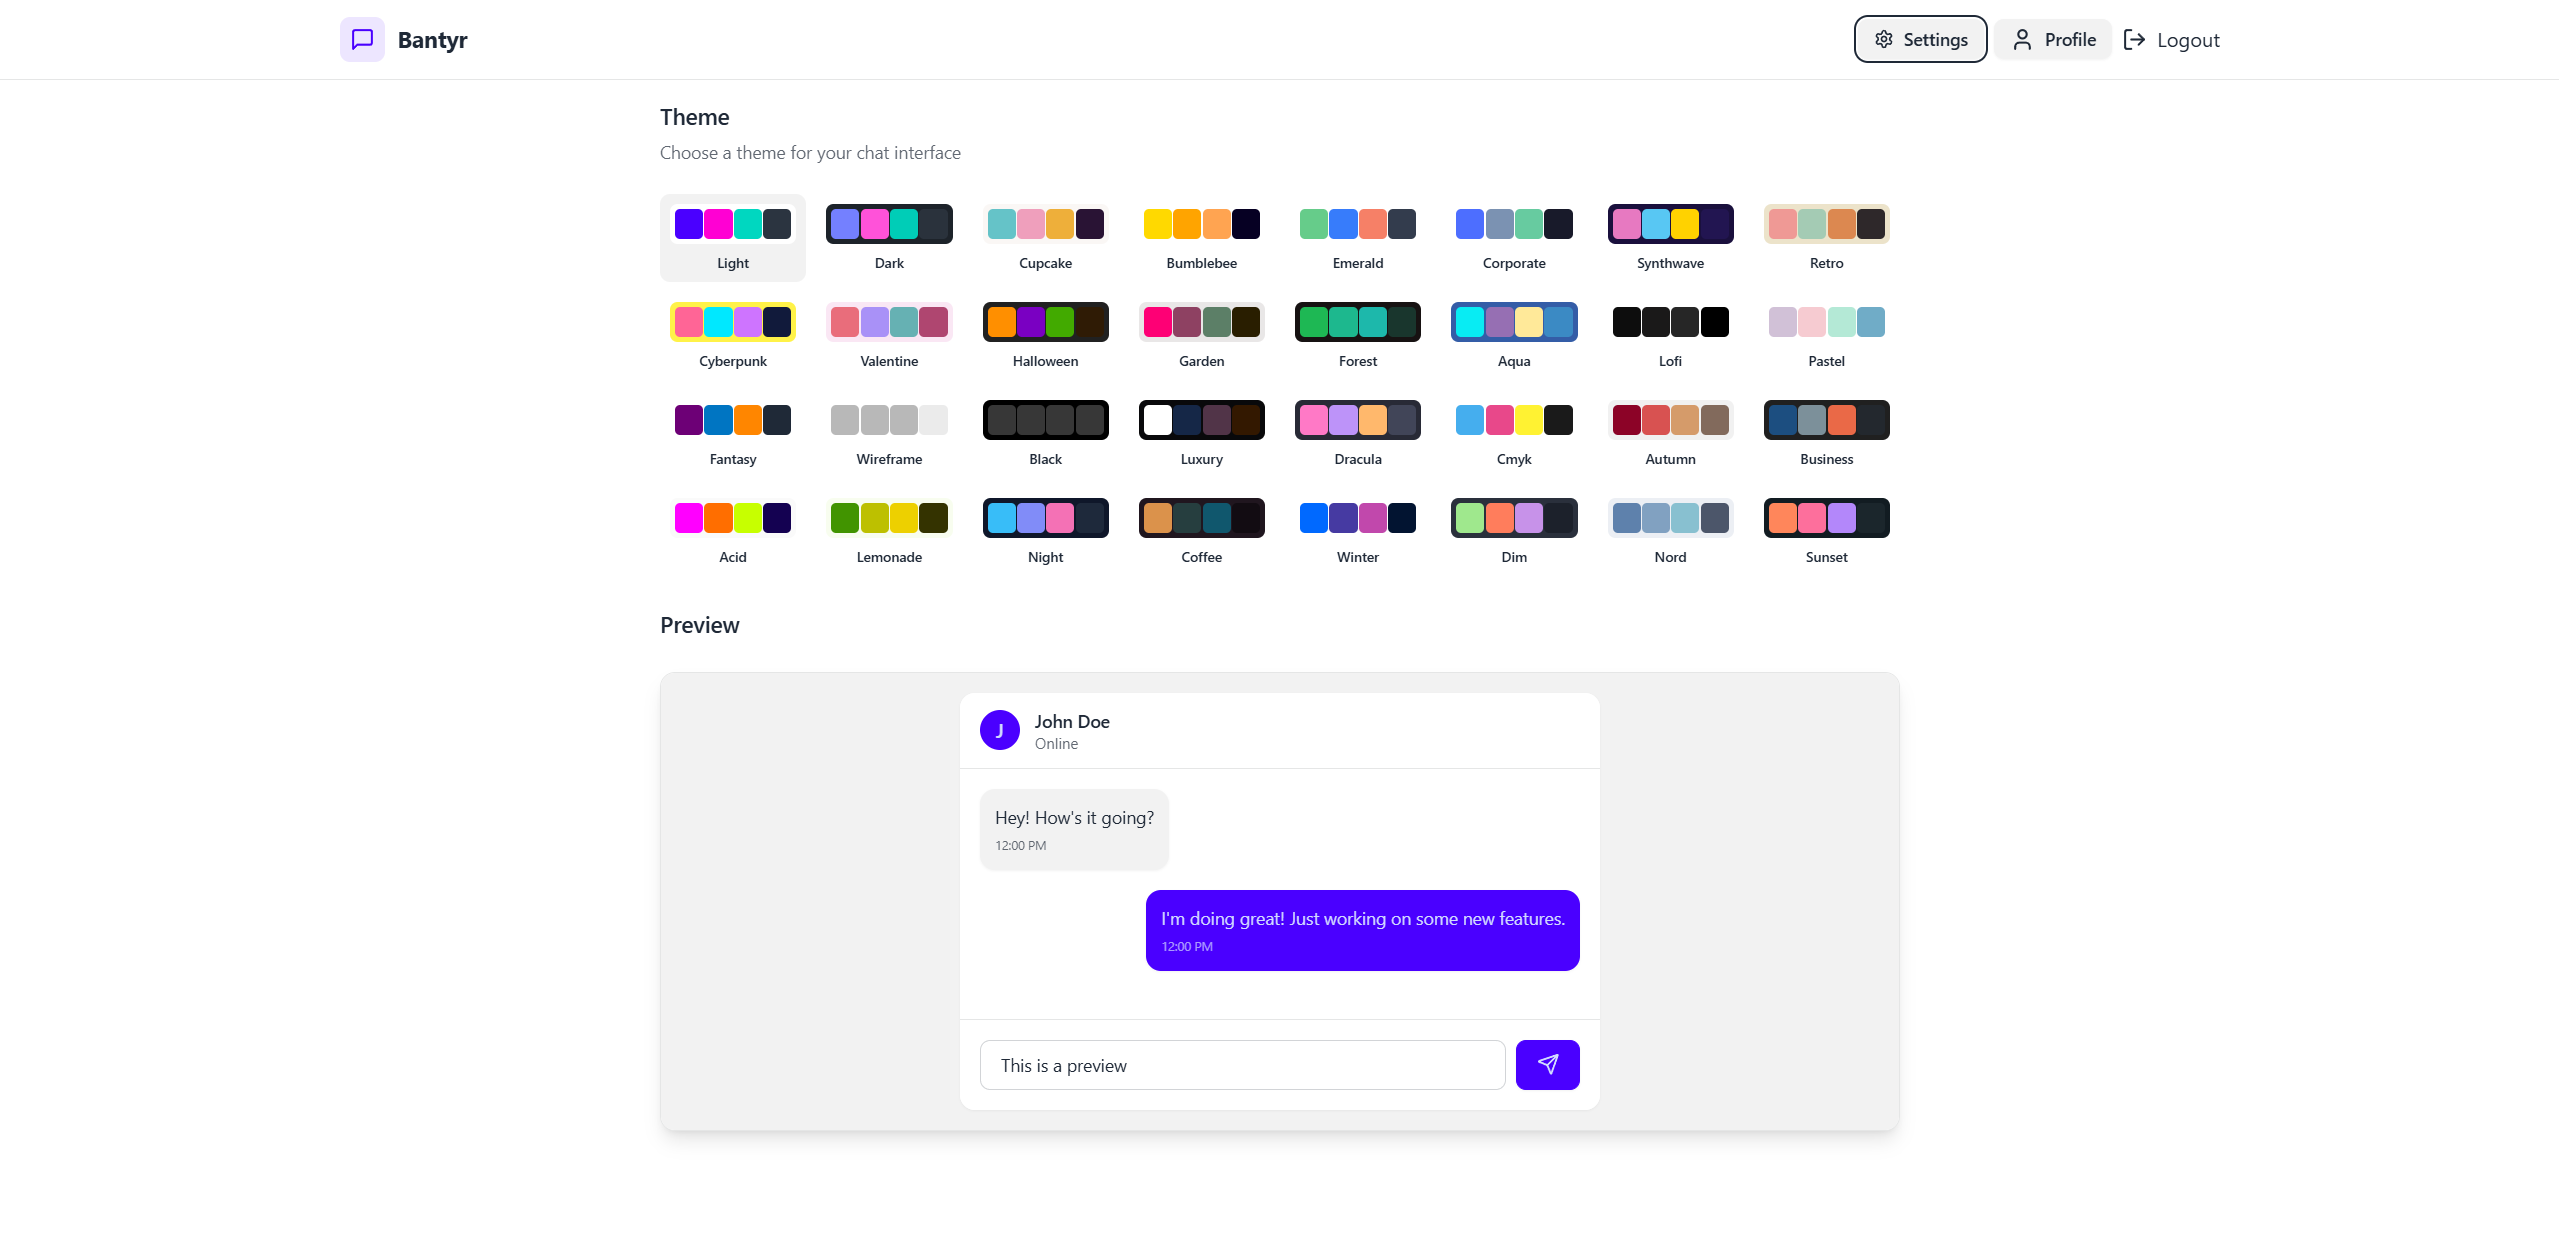 Bantyr
Settings
Profile
Logout
Theme
Choose a theme for your chat interface
Light
Dark
Cupcake
Bumblebee
Emerald
Corporate
Synthwave
Retro
Cyberpunk
Valentine
Halloween
Garden
Forest
Aqua
Lofi
Pastel
Fantasy
Wireframe
Black
Luxury
Dracula
Cmyk
Autumn
Business
Acid
Lemonade
Night
Coffee
Winter
Dim
Nord
Sunset
Preview
J
John Doe
Online
Hey! How's it going?
12:00 PM
I'm doing great! Just working on some new features.
12:00 PM
This is a preview